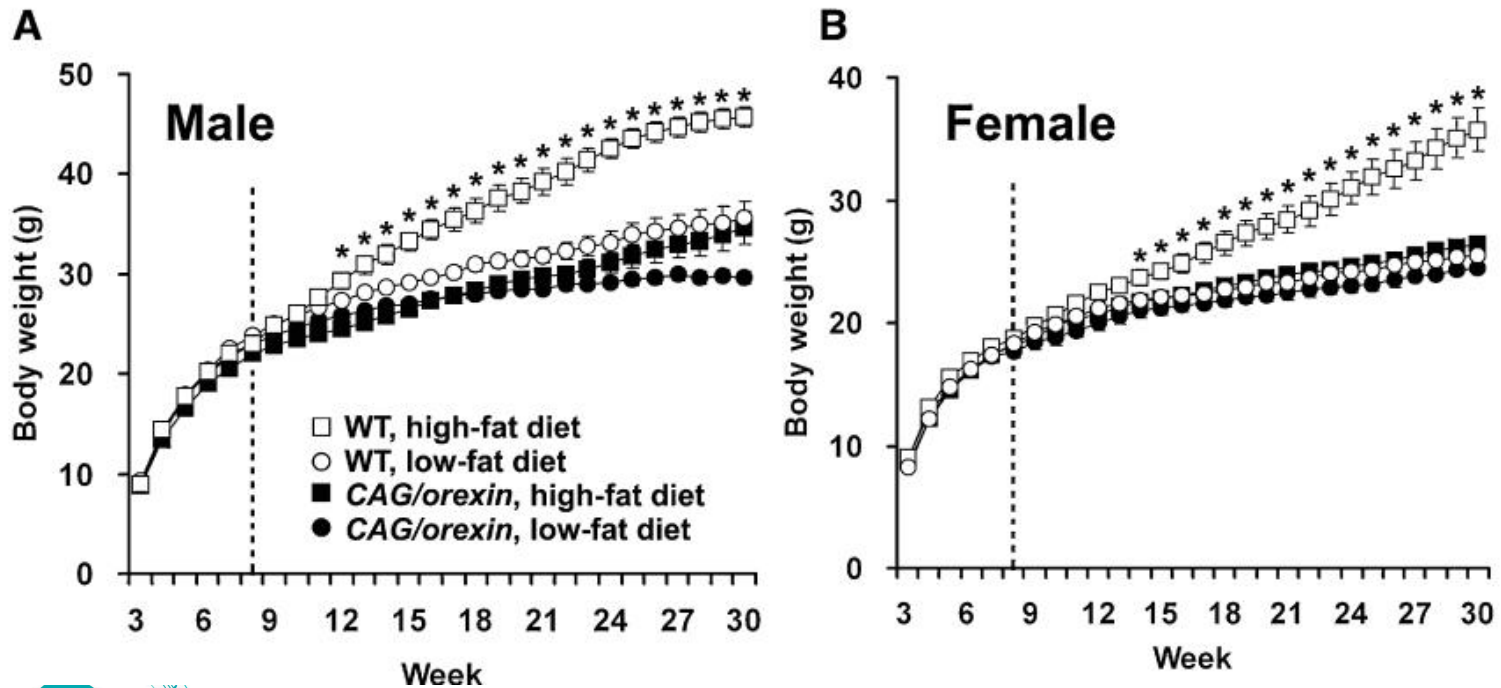 A
B
Male
Female
50
40
30
20
10
0
40
30
20
10
0
Body weight (g)
Body weight (g)
* * * * * * * * * * * * * * * * * * *
* * * * * * * * * * * * * * * * *
WT, high-fat diet
WT, low-fat diet
CAG/orexin, high-fat diet
CAG/orexin, low-fat diet
3 6 9 12 15 18 21 24 27 30
3 6 9 12 15 18 21 24 27 30
Week
Week